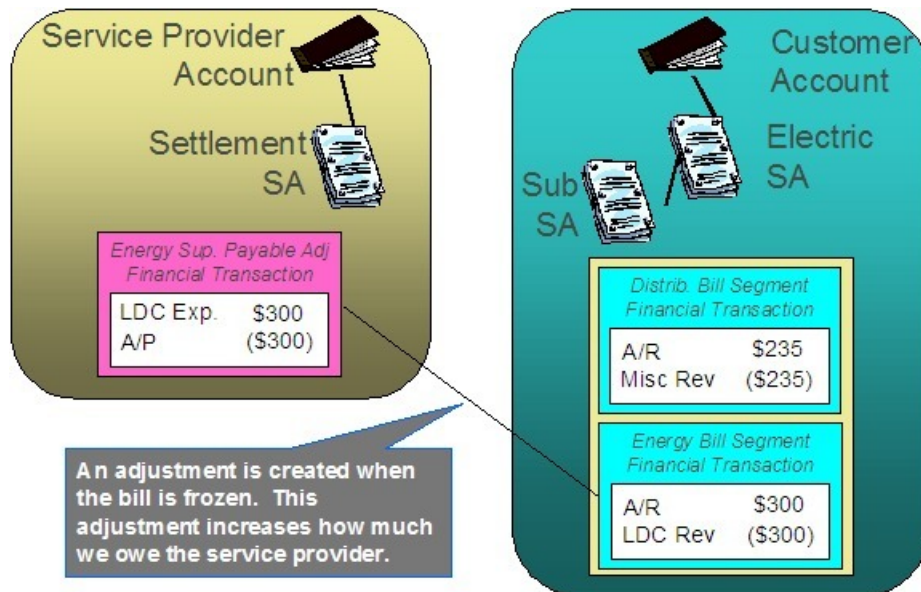 Service Provider
Account
Settlement
SA
Energy Sup. Payable Adj
Financial Transaction
LDC Exp. $300
A/P ($300)
An adjustment is created when
the bill is frozen. This
adjustment increases how much
we owe the service provider.
Customer
Account
Electric
SA
Sub
SA
Distrib. Bill Segment
Financial Transaction
A/R $235
Misc Rev ($235)
Energy Bill Segment
Financial Transaction
A/R $300
LDC Rev ($300)